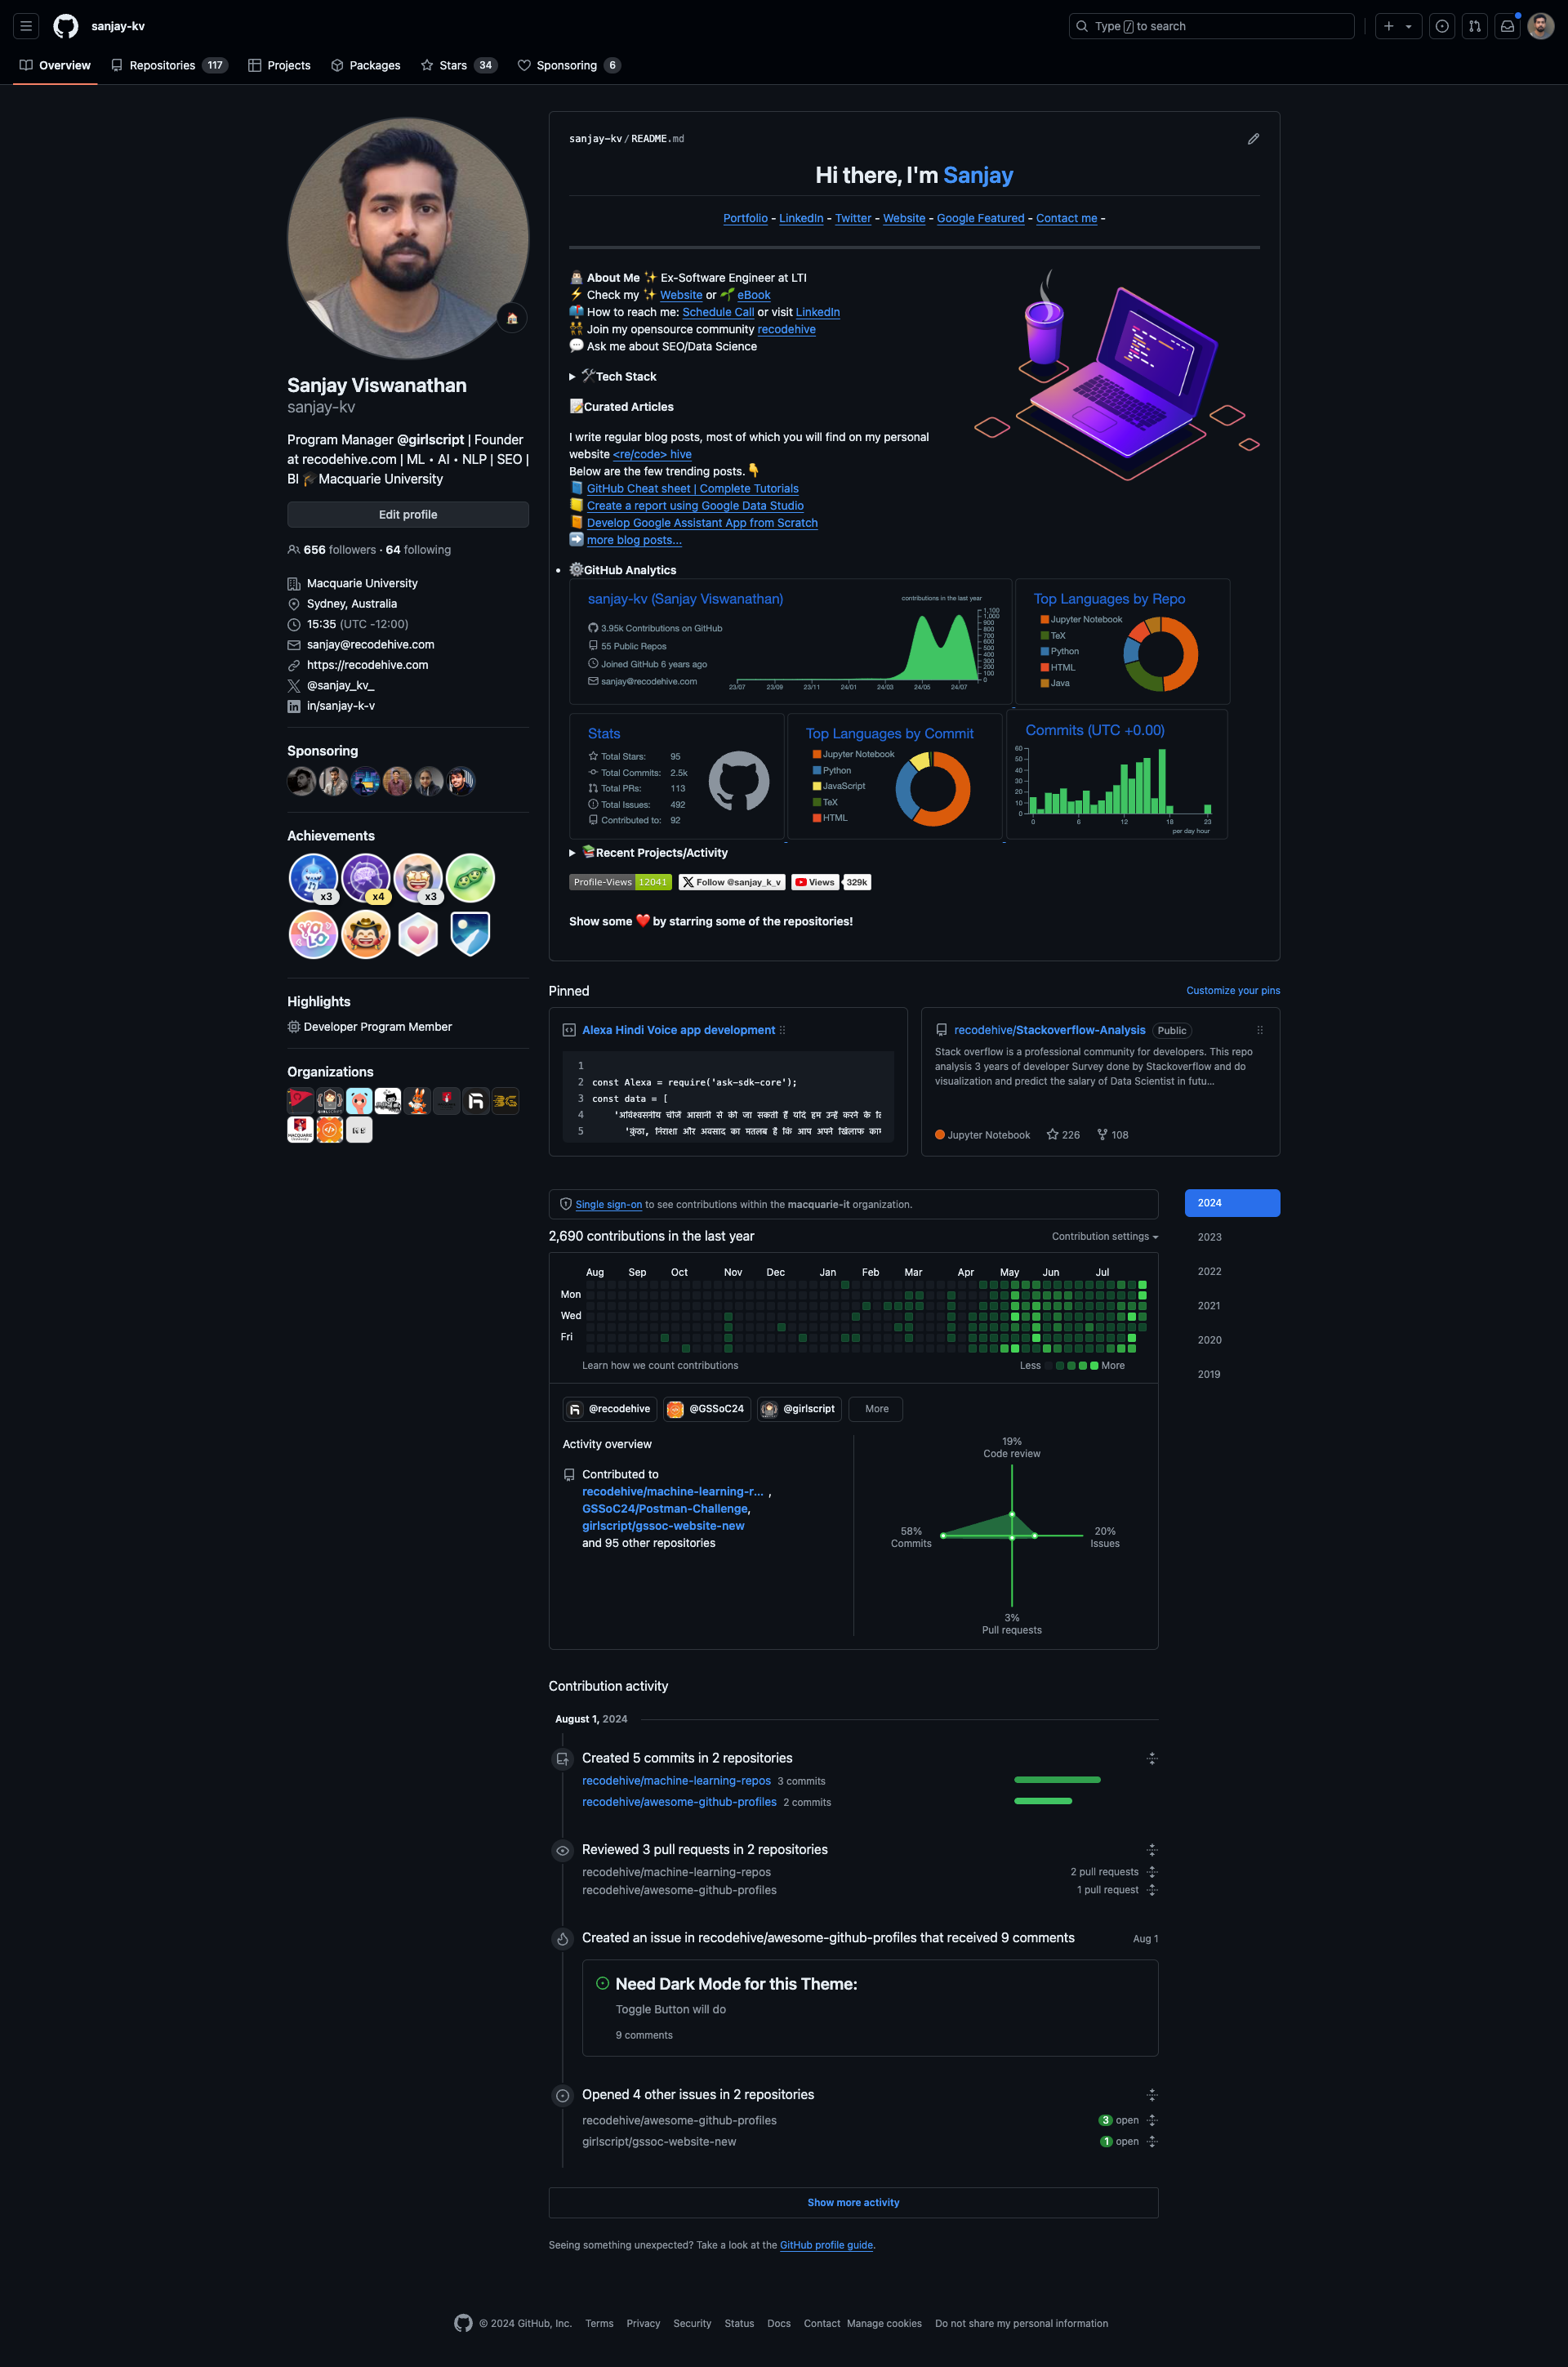 sanjay-kv
Type / to search
Overview
Repositories 117
Projects
Packages
Stars 34
Sponsoring 6
Sanjay Viswanathan
sanjay-kv
Program Manager @girlscript | Founder
at recodehive.com | ML • AI • NLP | SEO |
BI 🎓Macquarie University
Edit profile
656 followers · 64 following
Macquarie University
Sydney, Australia
15:35 (UTC -12:00)
sanjay@recodehive.com
https://recodehive.com
@sanjay_kv_
in/sanjay-k-v
Sponsoring
Achievements
x3
x4
x3
YOLO
Highlights
Developer Program Member
Organizations
sanjay-kv / README.md
Hi there, I'm Sanjay
Portfolio - LinkedIn - Twitter - Website - Google Featured - Contact me -
About Me ✨ Ex-Software Engineer at LTI
⚡ Check my ✨ Website or 🌱 eBook
📫 How to reach me: Schedule Call or visit LinkedIn
👯 Join my opensource community recodehive
💬 Ask me about SEO/Data Science
🛠Tech Stack
📝Curated Articles
I write regular blog posts, most of which you will find on my personal
website <re/code> hive
Below are the few trending posts.👇
📘 GitHub Cheat sheet | Complete Tutorials
📒 Create a report using Google Data Studio
📙 Develop Google Assistant App from Scratch
➡️ more blog posts...
⚙️GitHub Analytics
sanjay-kv (Sanjay Viswanathan)
3.95k Contributions on GitHub
55 Public Repos
Joined GitHub 6 years ago
sanjay@recodehive.com
contributions in the last year
1,100
1,000
900
800
700
600
500
400
300
200
100
0
23/07 23/09 23/11 24/01 24/03 24/05 24/07
Top Languages by Repo
Jupyter Notebook
TeX
Python
HTML
Java
Stats
Total Stars: 95
Total Commits: 2.5k
Total PRs: 113
Total Issues: 492
Contributed to: 92
Top Languages by Commit
Jupyter Notebook
Python
JavaScript
TeX
HTML
Commits (UTC +0.00)
60
50
40
30
20
10
0
0 6 12 18 23
per day hour
📚Recent Projects/Activity
Profile-Views 12041
Follow @sanjay_k_v
Views 329k
Show some ❤️ by starring some of the repositories!
Pinned
Customize your pins
Alexa Hindi Voice app development
1
2 const Alexa = require('ask-sdk-core');
3 const data = [
4 'अविश्वसनीय चीजें आसानी से की जा सकती हैं यदि हम उन्हें करने के लि
5 'कुंठा, निराशा और अवसाद का मतलब है कि आप अपने खिलाफ काम
recodehive/Stackoverflow-Analysis Public
Stack overflow is a professional community for developers. This repo
analysis 3 years of developer Survey done by Stackoverflow and do
visualization and predict the salary of Data Scientist in futu...
Jupyter Notebook 226 108
Single sign-on to see contributions within the macquarie-it organization.
2,690 contributions in the last year
Contribution settings
2024
2023
2022
2021
2020
2019
Aug Sep Oct Nov Dec Jan Feb Mar Apr May Jun Jul
Mon
Wed
Fri
Learn how we count contributions
Less More
@recodehive
@GSSoC24
@girlscript
More
Activity overview
Contributed to
recodehive/machine-learning-r... ,
GSSoC24/Postman-Challenge,
girlscript/gssoc-website-new
and 95 other repositories
19%
Code review
58%
Commits
20%
Issues
3%
Pull requests
Contribution activity
August 1, 2024
Created 5 commits in 2 repositories
recodehive/machine-learning-repos 3 commits
recodehive/awesome-github-profiles 2 commits
Reviewed 3 pull requests in 2 repositories
recodehive/machine-learning-repos 2 pull requests
recodehive/awesome-github-profiles 1 pull request
Created an issue in recodehive/awesome-github-profiles that received 9 comments Aug 1
Need Dark Mode for this Theme:
Toggle Button will do
9 comments
Opened 4 other issues in 2 repositories
recodehive/awesome-github-profiles 3 open
girlscript/gssoc-website-new 1 open
Show more activity
Seeing something unexpected? Take a look at the GitHub profile guide.
© 2024 GitHub, Inc. Terms Privacy Security Status Docs Contact Manage cookies Do not share my personal information